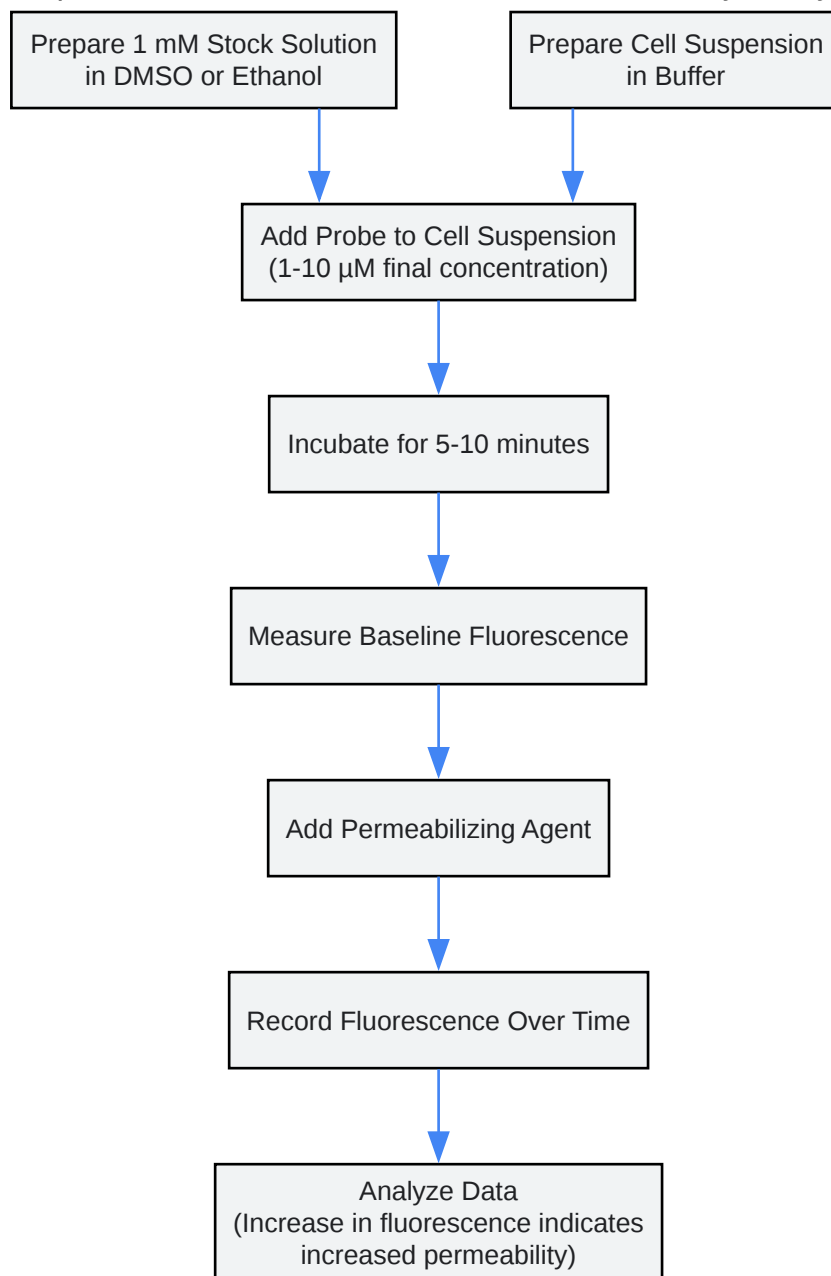 Prepare 1 mM Stock Solution
in DMSO or Ethanol
Prepare Cell Suspension
in Buffer
Add Probe to Cell Suspension
(1-10 µM final concentration)
Incubate for 5-10 minutes
Measure Baseline Fluorescence
Add Permeabilizing Agent
Record Fluorescence Over Time
Analyze Data
(Increase in fluorescence indicates
increased permeability)